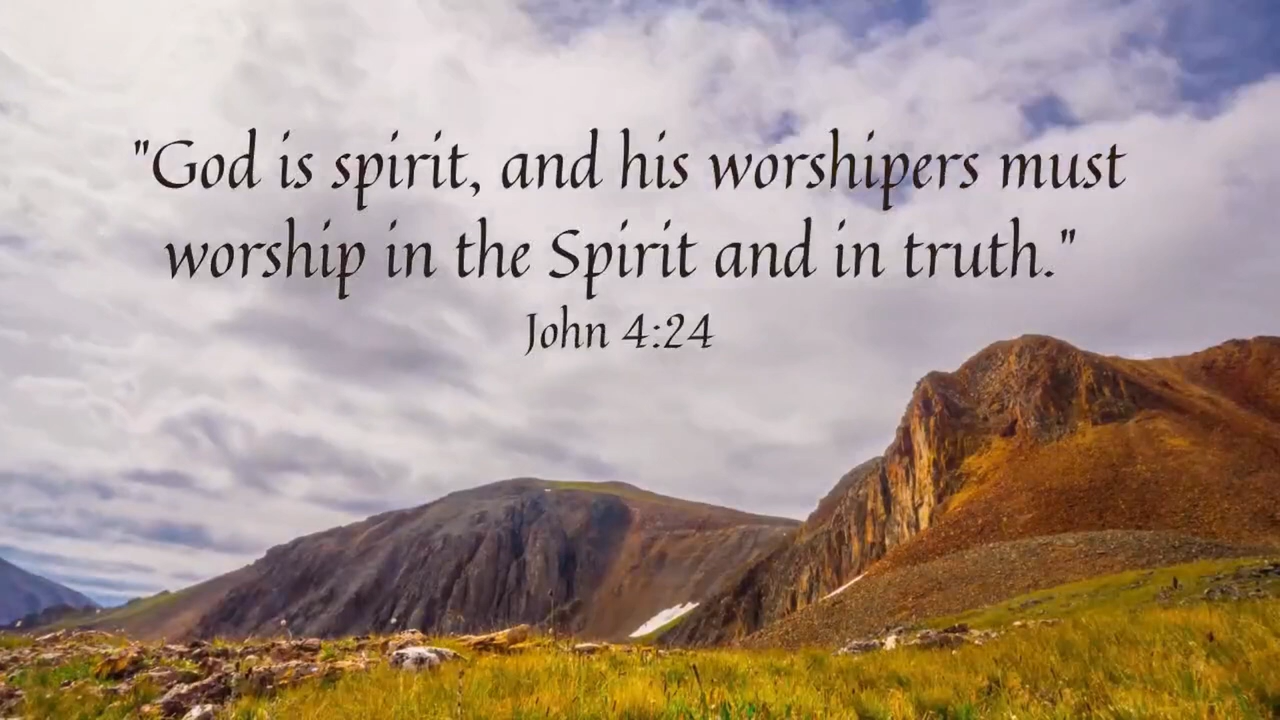 "God is spirit, and his worshipers must
worship in the Spirit and in truth."
John 4:24